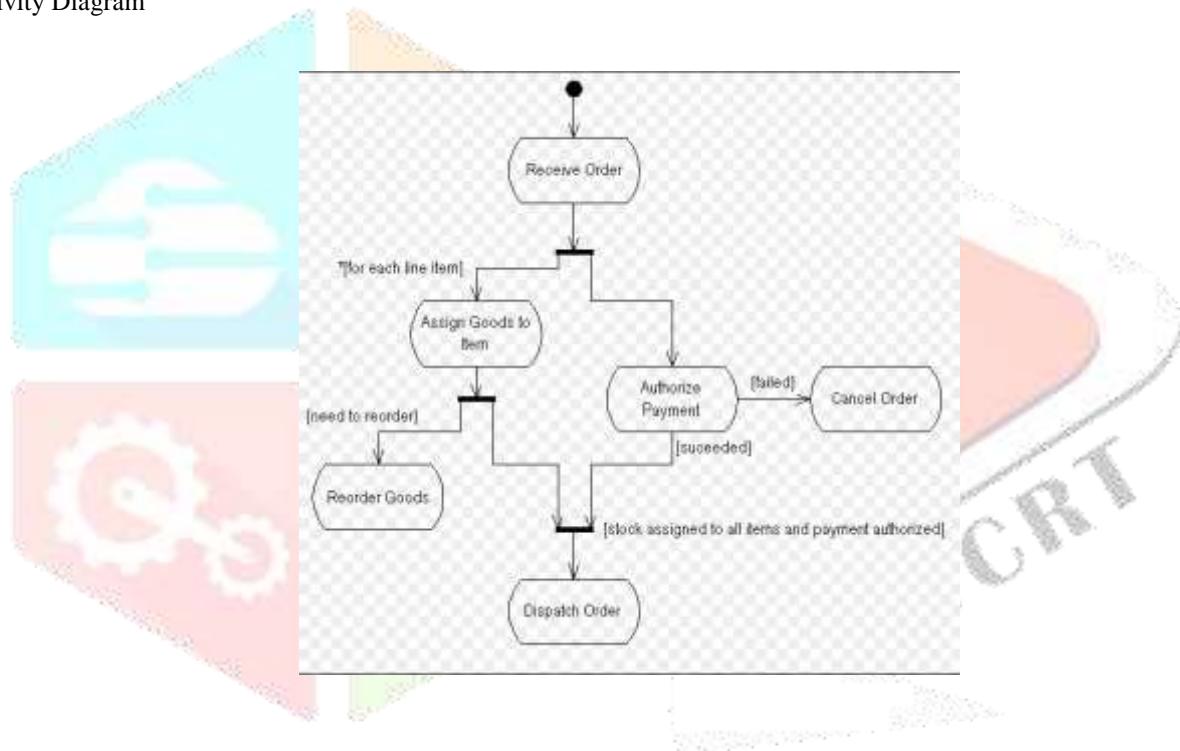 ivity Diagram
Receive Order
*[for each line item]
Assign Goods to
Item
Authorize
Payment
[failed]
Cancel Order
[need to reorder]
[suceeded]
Reorder Goods
[stock assigned to all items and payment authorized]
Dispatch Order
CRT